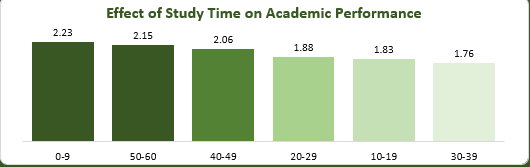 Effect of Study Time on Academic Performance
2.23 2.15 2.06 1.88 1.83 1.76
0-9 50-60 40-49 20-29 10-19 30-39